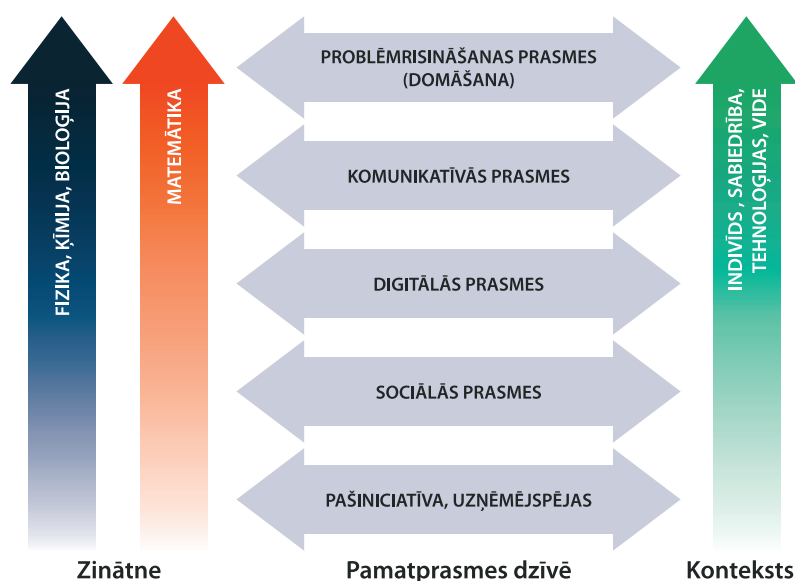 FIZIKA, ĶĪMIJA, BIOLOĢIJA
MATEMĀTIKA
PROBLĒMRISINĀŠANAS PRASMES
(DOMĀŠANA)
KOMUNIKATĪVĀS PRASMES
DIGITĀLĀS PRASMES
SOCIĀLĀS PRASMES
PAŠINICIATĪVA, UZŅĒMĒJSPĒJAS
INDIVĪDS , SABIEDRĪBA,
TEHNOLOĢIJAS, VIDE
Zinātne
Pamatprasmes dzīvē
Konteksts